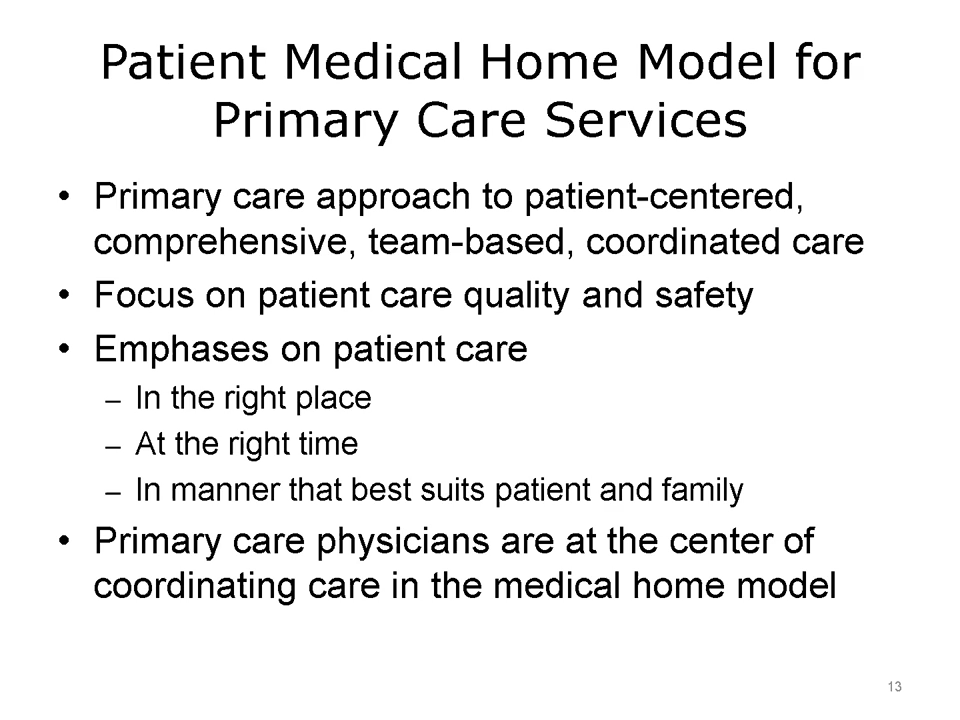 Patient Medical Home Model for
Primary Care Services
• Primary care approach to patient-centered,
comprehensive, team-based, coordinated care
• Focus on patient care quality and safety
• Emphases on patient care
– In the right place
– At the right time
– In manner that best suits patient and family
• Primary care physicians are at the center of
coordinating care in the medical home model
13